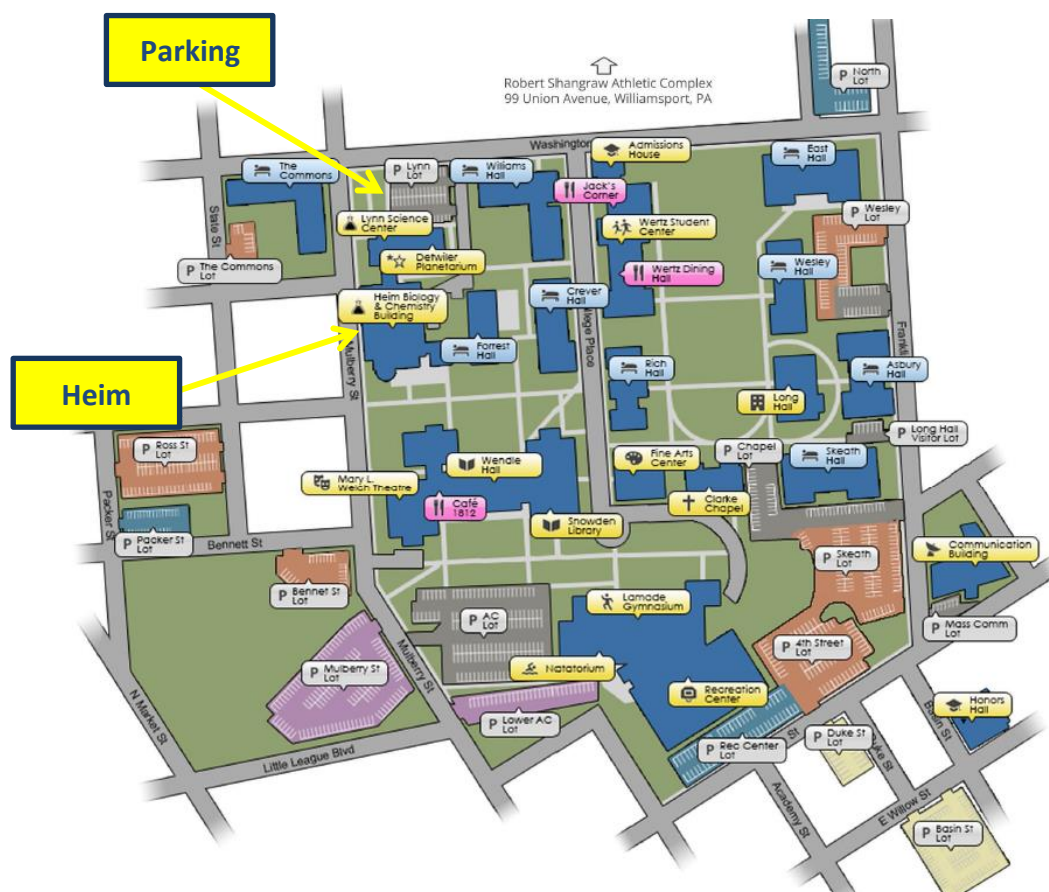 Parking
Robert Shangraw Athletic Complex
99 Union Avenue, Williamsport, PA
P North
Lot
Washington
Admissions
House
East
Hall
The
Commons
P Lynn
Lot
Williams
Hall
Jack's
Corner
State St
Lynn Science
Center
Wertz Student
Center
P Wesley
Lot
P The Commons
Lot
Detwiler
Planetarium
Wertz Dining
Hall
Wesley
Hall
Heim Biology
& Chemistry
Building
Crever
Hall
Mulberry St
Forrest
Hall
lege Place
Rich
Hall
Frankli
Asbury
Hall
Heim
Long
Hall
P Ross St
Lot
P Chapel
Lot
P Long Hall
Visitor Lot
Wendle
Hall
Fine Arts
Center
Skeath
Hall
Mary L.
Welch Theatre
Café
1812
Clarke
Chapel
Packer St
P Packer St
Lot
Bennett St
Snowden
Library
P Skeath
Lot
Communication
Building
P Bennet St
Lot
Lamade
Gymnasium
P AC
Lot
P Mass Comm
Lot
P 4th Street
Lot
P Mulberry St
Lot
Mulberry St
Natatorium
Recreation
Center
N Market St
P Lower AC
Lot
Basin St
Honors
Hall
P Rec Center
Lot
St
P Duke St
Lot
Duke St
Little League Blvd
Academy St
E Willow St
P Basin St
Lot